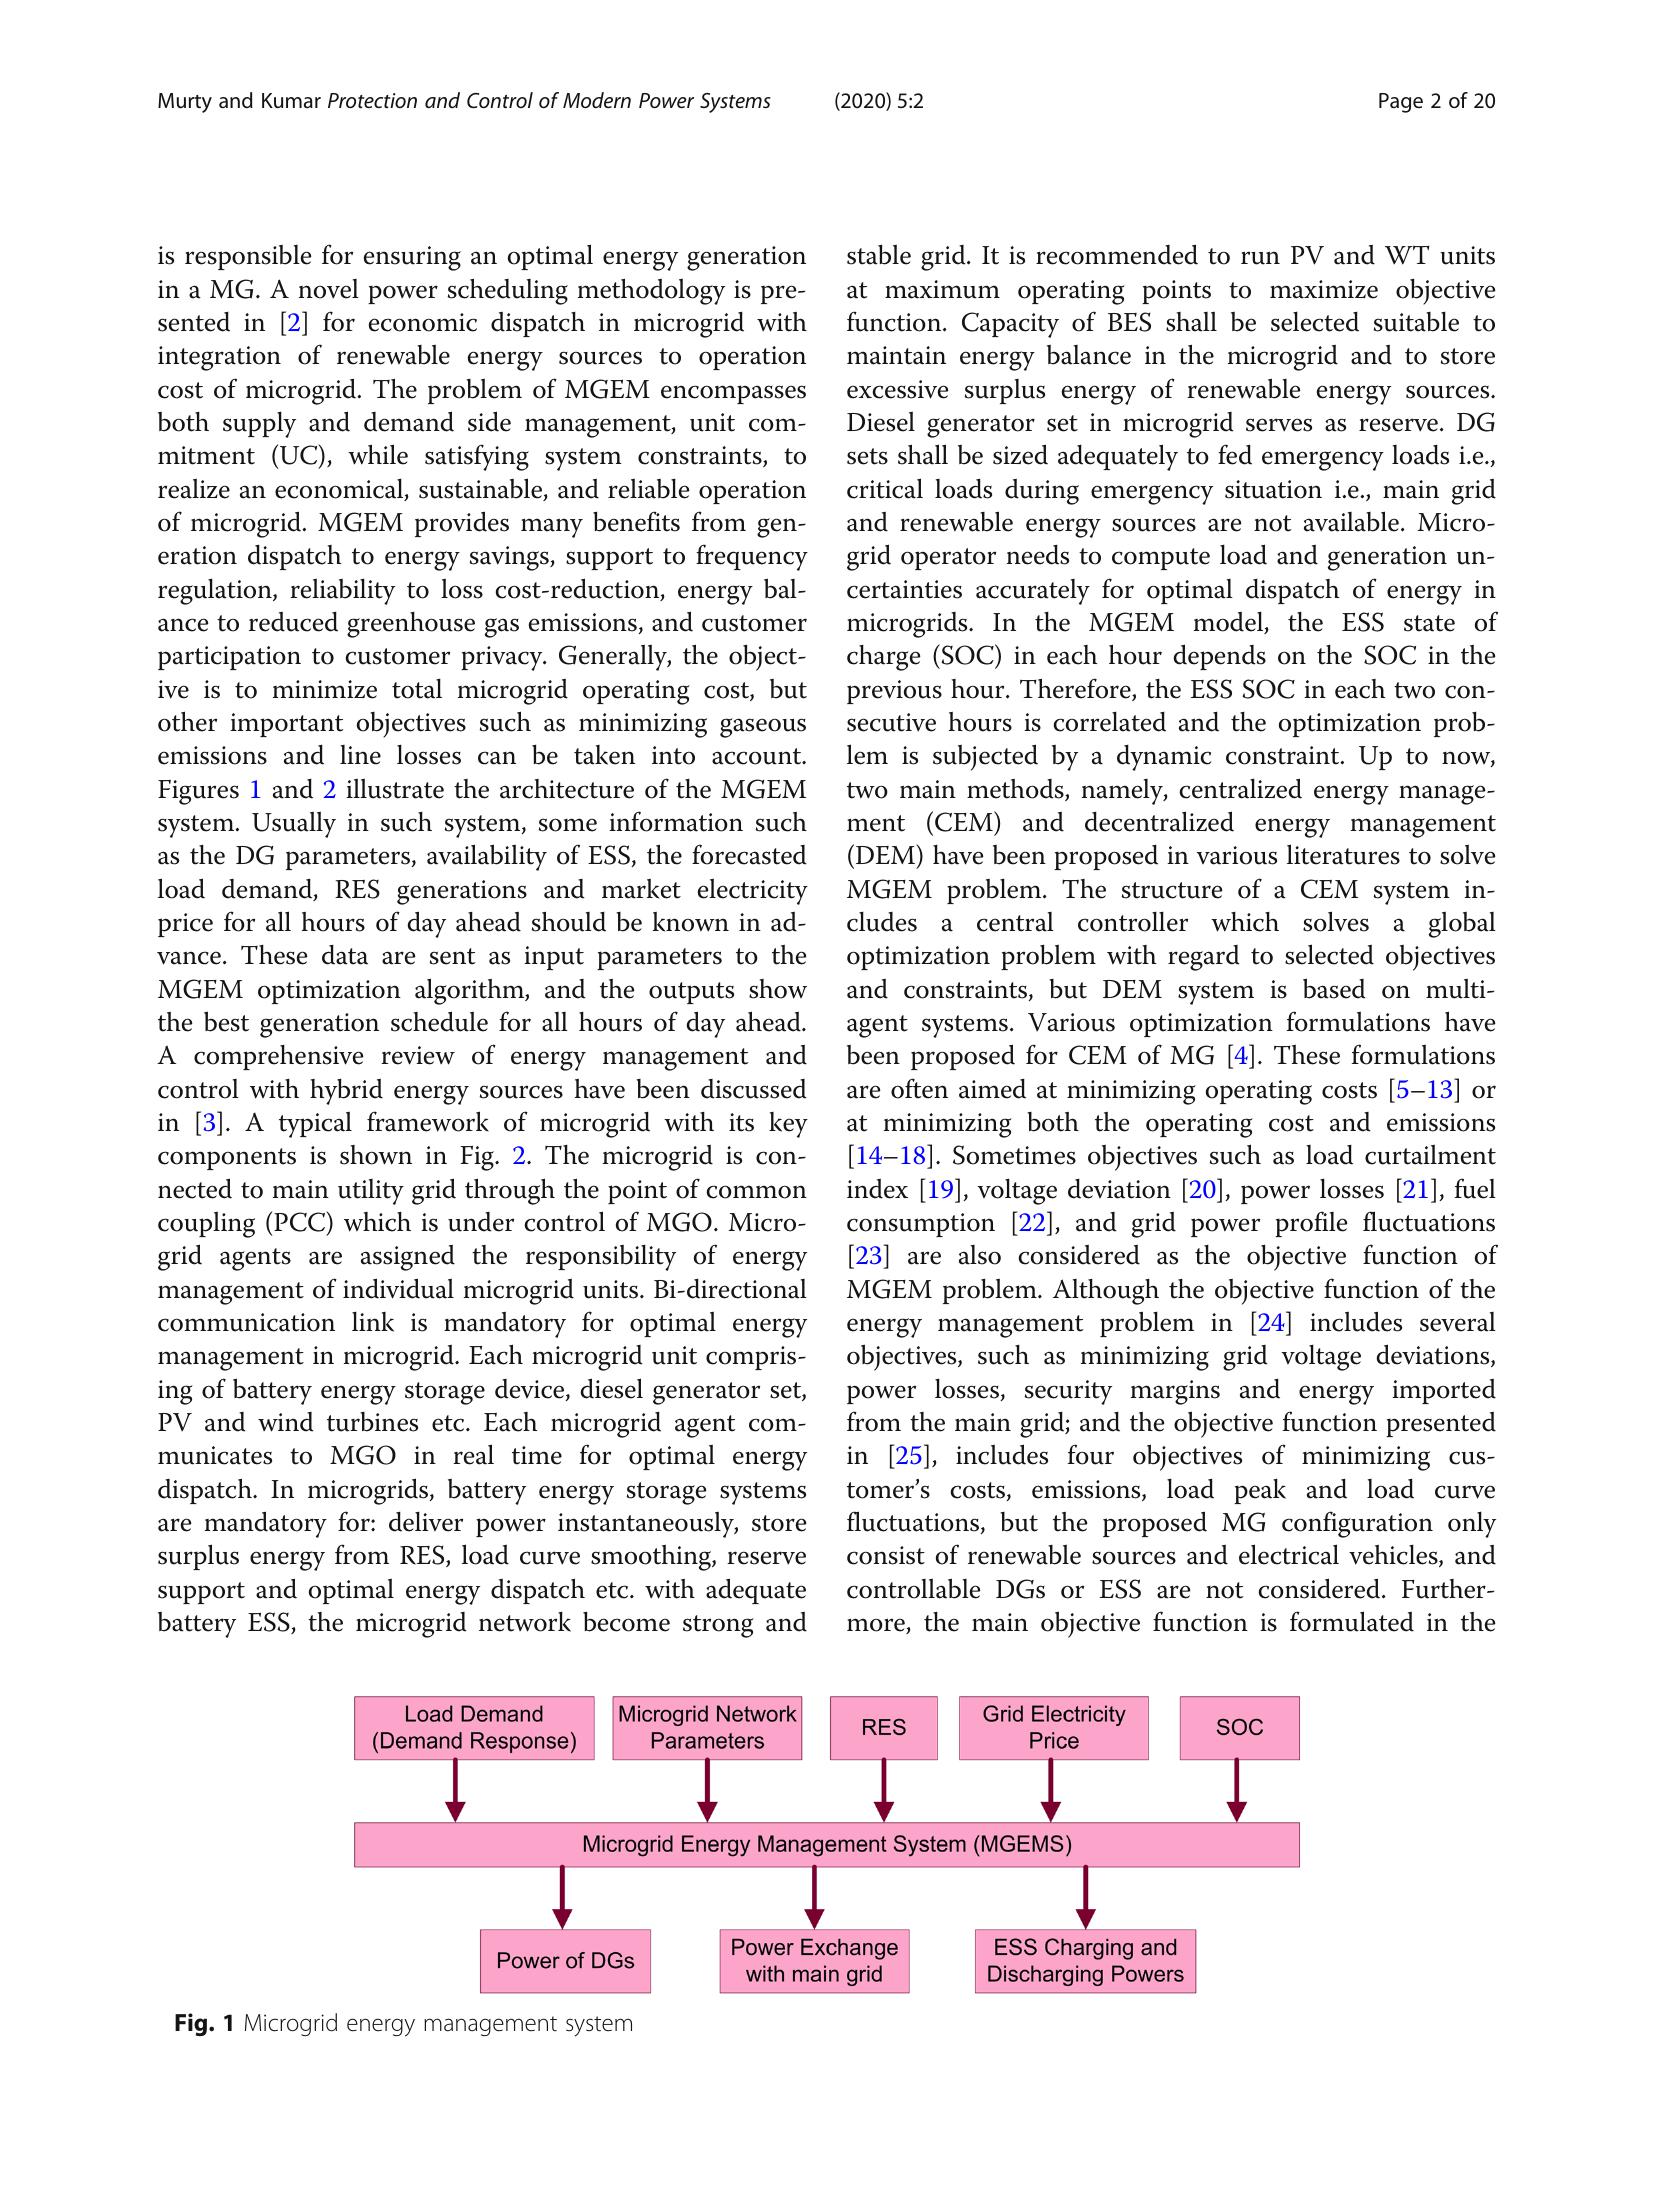 Murty and Kumar Protection and Control of Modern Power Systems (2020) 5:2 Page 2 of 20
is responsible for ensuring an optimal energy generation
in a MG. A novel power scheduling methodology is pre-
sented in [2] for economic dispatch in microgrid with
integration of renewable energy sources to operation
cost of microgrid. The problem of MGEM encompasses
both supply and demand side management, unit com-
mitment (UC), while satisfying system constraints, to
realize an economical, sustainable, and reliable operation
of microgrid. MGEM provides many benefits from gen-
eration dispatch to energy savings, support to frequency
regulation, reliability to loss cost-reduction, energy bal-
ance to reduced greenhouse gas emissions, and customer
participation to customer privacy. Generally, the object-
ive is to minimize total microgrid operating cost, but
other important objectives such as minimizing gaseous
emissions and line losses can be taken into account.
Figures 1 and 2 illustrate the architecture of the MGEM
system. Usually in such system, some information such
as the DG parameters, availability of ESS, the forecasted
load demand, RES generations and market electricity
price for all hours of day ahead should be known in ad-
vance. These data are sent as input parameters to the
MGEM optimization algorithm, and the outputs show
the best generation schedule for all hours of day ahead.
A comprehensive review of energy management and
control with hybrid energy sources have been discussed
in [3]. A typical framework of microgrid with its key
components is shown in Fig. 2. The microgrid is con-
nected to main utility grid through the point of common
coupling (PCC) which is under control of MGO. Micro-
grid agents are assigned the responsibility of energy
management of individual microgrid units. Bi-directional
communication link is mandatory for optimal energy
management in microgrid. Each microgrid unit compris-
ing of battery energy storage device, diesel generator set,
PV and wind turbines etc. Each microgrid agent com-
municates to MGO in real time for optimal energy
dispatch. In microgrids, battery energy storage systems
are mandatory for: deliver power instantaneously, store
surplus energy from RES, load curve smoothing, reserve
support and optimal energy dispatch etc. with adequate
battery ESS, the microgrid network become strong and
stable grid. It is recommended to run PV and WT units
at maximum operating points to maximize objective
function. Capacity of BES shall be selected suitable to
maintain energy balance in the microgrid and to store
excessive surplus energy of renewable energy sources.
Diesel generator set in microgrid serves as reserve. DG
sets shall be sized adequately to fed emergency loads i.e.,
critical loads during emergency situation i.e., main grid
and renewable energy sources are not available. Micro-
grid operator needs to compute load and generation un-
certainties accurately for optimal dispatch of energy in
microgrids. In the MGEM model, the ESS state of
charge (SOC) in each hour depends on the SOC in the
previous hour. Therefore, the ESS SOC in each two con-
secutive hours is correlated and the optimization prob-
lem is subjected by a dynamic constraint. Up to now,
two main methods, namely, centralized energy manage-
ment (CEM) and decentralized energy management
(DEM) have been proposed in various literatures to solve
MGEM problem. The structure of a CEM system in-
cludes a central controller which solves a global
optimization problem with regard to selected objectives
and constraints, but DEM system is based on multi-
agent systems. Various optimization formulations have
been proposed for CEM of MG [4]. These formulations
are often aimed at minimizing operating costs [5–13] or
at minimizing both the operating cost and emissions
[14–18]. Sometimes objectives such as load curtailment
index [19], voltage deviation [20], power losses [21], fuel
consumption [22], and grid power profile fluctuations
[23] are also considered as the objective function of
MGEM problem. Although the objective function of the
energy management problem in [24] includes several
objectives, such as minimizing grid voltage deviations,
power losses, security margins and energy imported
from the main grid; and the objective function presented
in [25], includes four objectives of minimizing cus-
tomer's costs, emissions, load peak and load curve
fluctuations, but the proposed MG configuration only
consist of renewable sources and electrical vehicles, and
controllable DGs or ESS are not considered. Further-
more, the main objective function is formulated in the
Load Demand
(Demand Response)
Microgrid Network
Parameters
RES
Grid Electricity
Price
SOC
Microgrid Energy Management System (MGEMS)
Power of DGs
Power Exchange
with main grid
ESS Charging and
Discharging Powers
Fig. 1 Microgrid energy management system